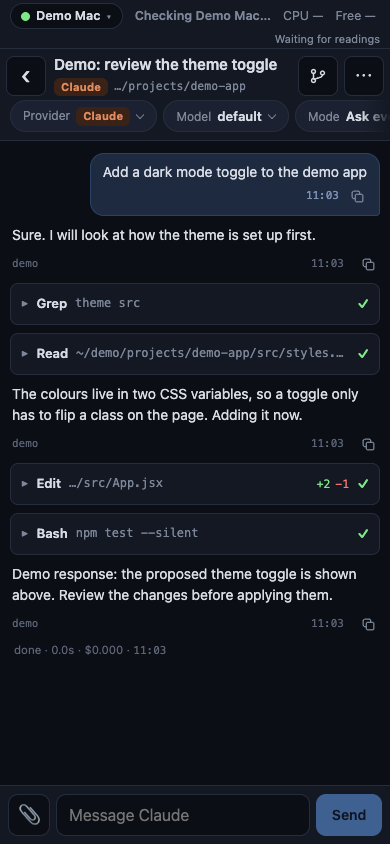 Demo Mac ▾ Checking Demo Mac... CPU — Free —
Waiting for readings
‹ Demo: review the theme toggle ···
Claude …/projects/demo-app
Provider Claude Model default Mode Ask ev
Add a dark mode toggle to the demo app
11:03
Sure. I will look at how the theme is set up first.
demo 11:03
▸ Grep theme src ✓
▸ Read ~/demo/projects/demo-app/src/styles.… ✓
The colours live in two CSS variables, so a toggle only
has to flip a class on the page. Adding it now.
demo 11:03
▸ Edit …/src/App.jsx +2 −1 ✓
▸ Bash npm test --silent ✓
Demo response: the proposed theme toggle is shown
above. Review the changes before applying them.
demo 11:03
done · 0.0s · $0.000 · 11:03
Message Claude Send